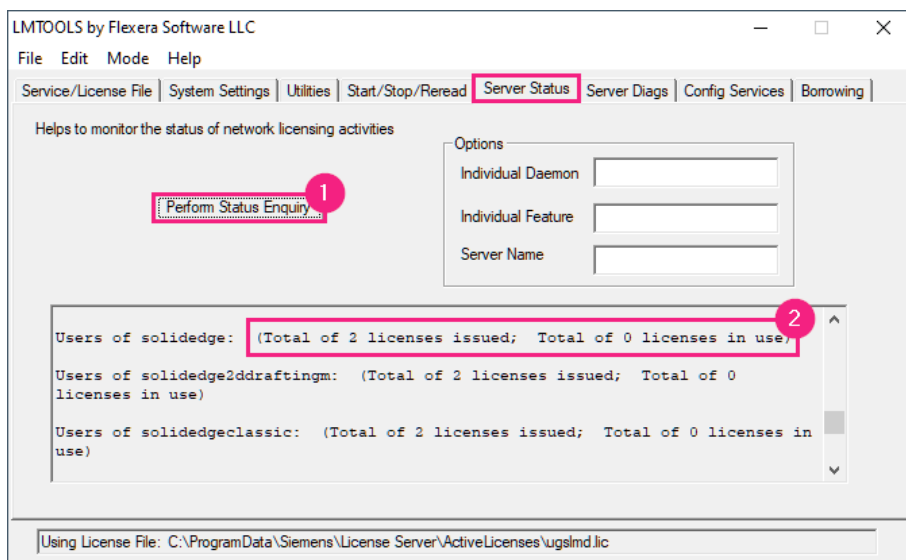 LMTOOLS by Flexera Software LLC
File Edit Mode Help
Service/License File System Settings Utilities Start/Stop/Reread Server Status Server Diags Config Services Borrowing
Helps to monitor the status of network licensing activities
Options
Individual Daemon
1
Perform Status Enquiry
Individual Feature
Server Name
2
Users of solidedge: (Total of 2 licenses issued; Total of 0 licenses in use)
Users of solidedge2ddraftingm: (Total of 2 licenses issued; Total of 0
licenses in use)
Users of solidedgeclassic: (Total of 2 licenses issued; Total of 0 licenses in
use)
Using License File: C:\ProgramData\Siemens\License Server\ActiveLicenses\ugslmd.lic